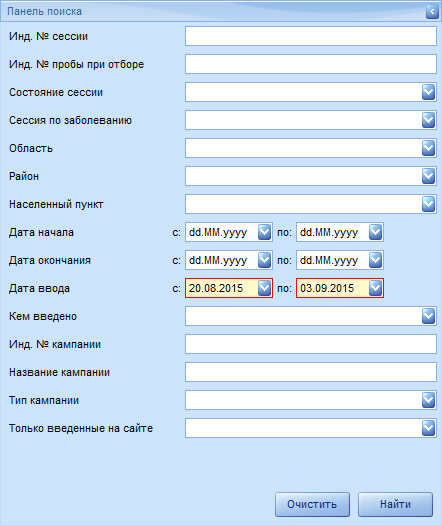 Панель поиска
Инд. № сессии
Инд. № пробы при отборе
Состояние сессии
Сессия по заболеванию
Область
Район
Населенный пункт
Дата начала с: dd.MM.yyyy по: dd.MM.yyyy
Дата окончания с: dd.MM.yyyy по: dd.MM.yyyy
Дата ввода с: 20.08.2015 по: 03.09.2015
Кем введено
Инд. № кампании
Название кампании
Тип кампании
Только введенные на сайте
Очистить Найти